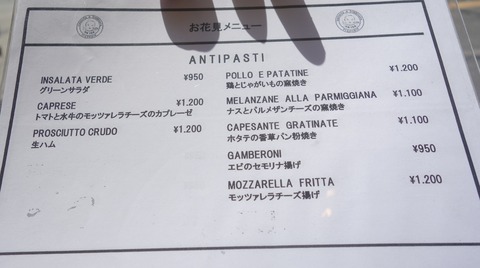 お花見メニュー
ANTIPASTI
INSALATA VERDE ¥950
グリーンサラダ
CAPRESE ¥1.200
トマトと水牛のモッツァレラチーズのカプレーゼ
PROSCIUTTO CRUDO ¥1.200
生ハム
POLLO E PATATINE ¥1.200
鶏とじゃがいもの窯焼き
MELANZANE ALLA PARMIGGIANA ¥1.100
ナスとパルメザンチーズの窯焼き
CAPESANTE GRATINATE ¥1.100
ホタテの香草パン粉焼き
GAMBERONI ¥950
エビのセモリナ揚げ
MOZZARELLA FRITTA ¥1.200
モッツァレラチーズ揚げ